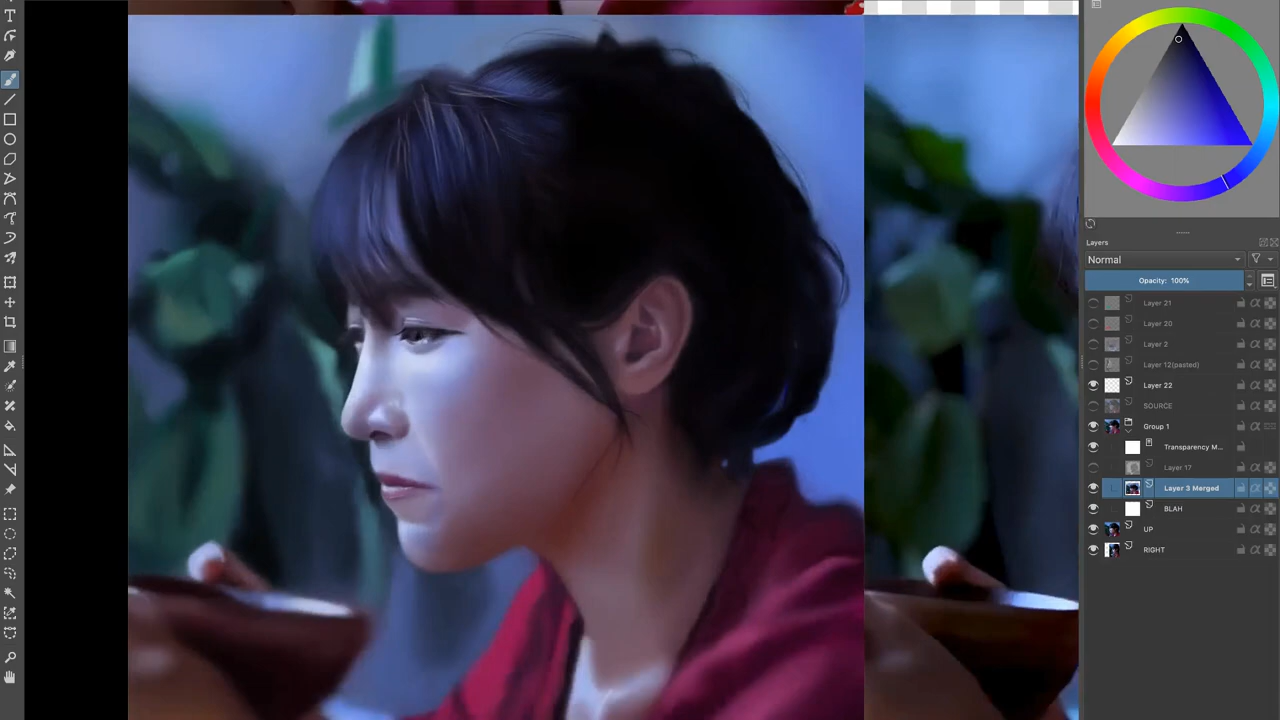 Layers
Normal
Opacity: 100%
Layer 21
Layer 20
Layer 2
Layer 12(pasted)
Layer 22
SOURCE
Group 1
Transparency M...
Layer 17
Layer 3 Merged
BLAH
UP
RIGHT